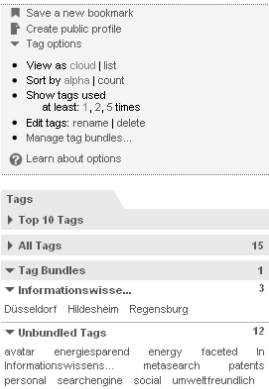 Save a new bookmark
Create public profile
Tag options
View as cloud | list
Sort by alpha | count
Show tags used
at least: 1, 2, 5 times
Edit tags: rename | delete
Manage tag bundles...
Learn about options
Tags
Top 10 Tags
All Tags 15
Tag Bundles 1
Informationswisse... 3
Düsseldorf Hildesheim Regensburg
Unbundled Tags 12
avatar energiesparend energy faceted In
Informationswissens... metasearch patents
personal searchengine social umweltfreundlich